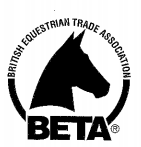 BRITISH EQUESTRIAN TRADE ASSOCIATION
BETA®